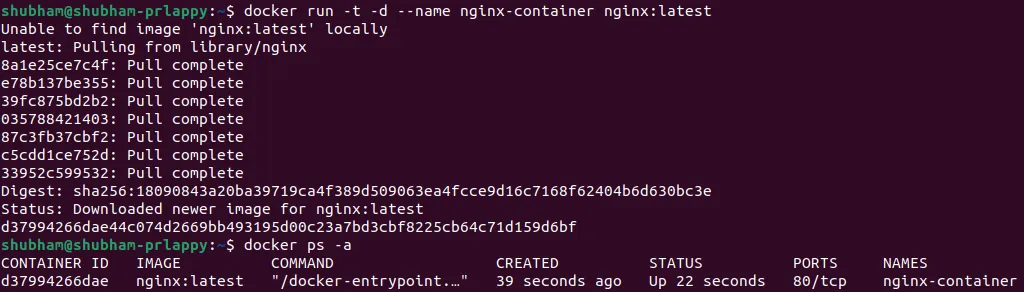 shubham@shubham-prlappy:~$ docker run -t -d --name nginx-container nginx:latest
Unable to find image 'nginx:latest' locally
latest: Pulling from library/nginx
8a1e25ce7c4f: Pull complete
e78b137be355: Pull complete
39fc875bd2b2: Pull complete
035788421403: Pull complete
87c3fb37cbf2: Pull complete
c5cdd1ce752d: Pull complete
33952c599532: Pull complete
Digest: sha256:18090843a20ba39719ca4f389d509063ea4fcce9d16c7168f62404b6d630bc3e
Status: Downloaded newer image for nginx:latest
d37994266dae44c074d2669bb493195d00c23a7bd3cbf8225cb64c71d159d6bf
shubham@shubham-prlappy:~$ docker ps -a
CONTAINER ID   IMAGE          COMMAND                  CREATED          STATUS          PORTS     NAMES
d37994266dae   nginx:latest   "/docker-entrypoint.…"   39 seconds ago   Up 22 seconds   80/tcp    nginx-container